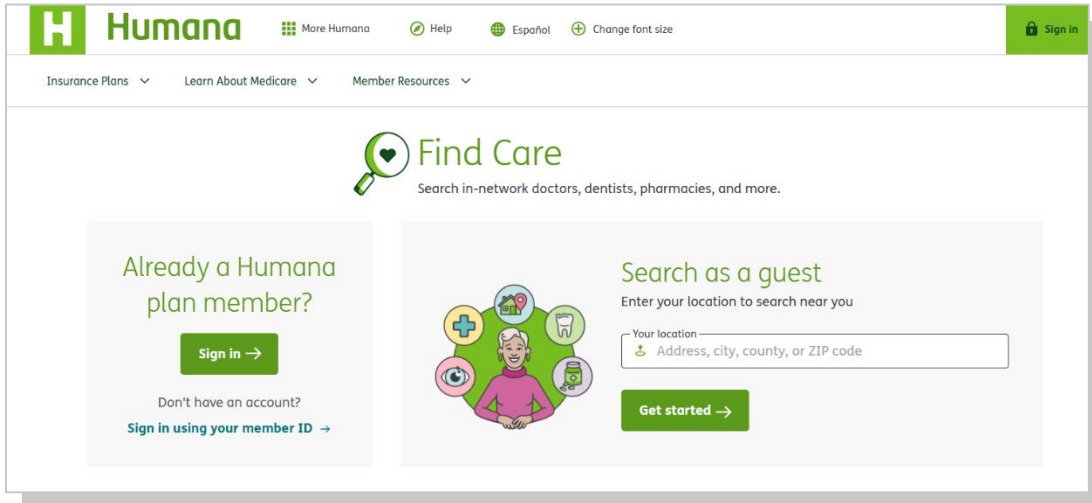 H Humana More Humana Help Español Change font size Sign in
Insurance Plans Learn About Medicare Member Resources
Find Care
Search in-network doctors, dentists, pharmacies, and more.
Already a Humana
plan member?
Sign in →
Don't have an account?
Sign in using your member ID →
Search as a guest
Enter your location to search near you
Your location
Address, city, county, or ZIP code
Get started →